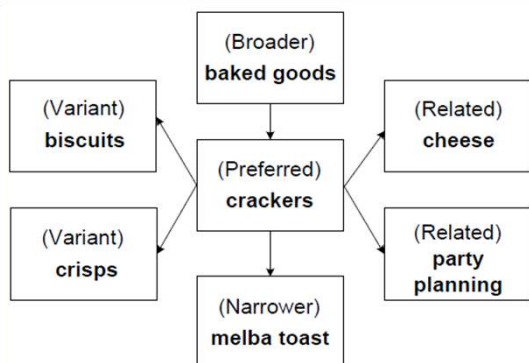 (Broader)
baked goods
(Variant)
biscuits
(Related)
cheese
(Preferred)
crackers
(Variant)
crisps
(Related)
party
planning
(Narrower)
melba toast